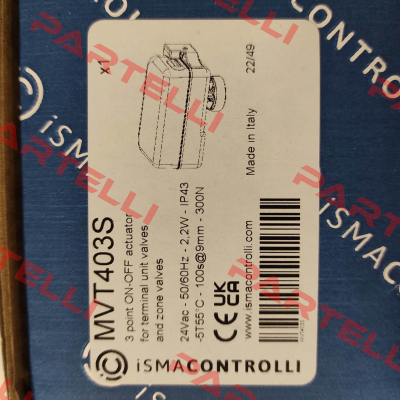 x1
22/49
Made in Italy
MVT403S
3 point ON-OFF actuator
for terminal unit valves
and zone valves
24Vac - 50/60Hz - 2,2W - IP43
-5T55°C - 100s@9mm - 300N
CE UK CA
www.ismacontrolli.com
iSMACONTROLLI
iSMACONTROLLI
iSMACONTROLLI
PARTELLI
PARTELLI
PARTELLI
PARTELLI
PARTELLI